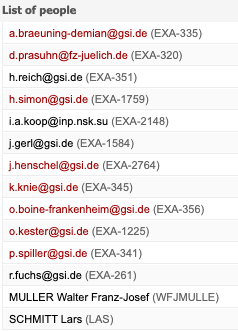 List of people
a.braeuning-demian@gsi.de (EXA-335)
d.prasuhn@fz-juelich.de (EXA-320)
h.reich@gsi.de (EXA-351)
h.simon@gsi.de (EXA-1759)
i.a.koop@inp.nsk.su (EXA-2148)
j.gerl@gsi.de (EXA-1584)
j.henschel@gsi.de (EXA-2764)
k.knie@gsi.de (EXA-345)
o.boine-frankenheim@gsi.de (EXA-356)
o.kester@gsi.de (EXA-1225)
p.spiller@gsi.de (EXA-341)
r.fuchs@gsi.de (EXA-261)
MULLER Walter Franz-Josef (WFJMULLE)
SCHMITT Lars (LAS)